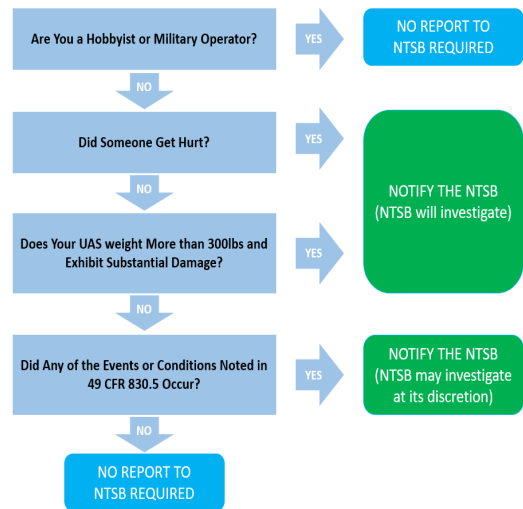 Are You a Hobbyist or Military Operator?
YES
NO REPORT TO
NTSB REQUIRED
NO
Did Someone Get Hurt?
YES
NOTIFY THE NTSB
(NTSB will investigate)
NO
Does Your UAS weight More than 300lbs and
Exhibit Substantial Damage?
YES
NO
Did Any of the Events or Conditions Noted in
49 CFR 830.5 Occur?
YES
NOTIFY THE NTSB
(NTSB may investigate
at its discretion)
NO
NO REPORT TO
NTSB REQUIRED